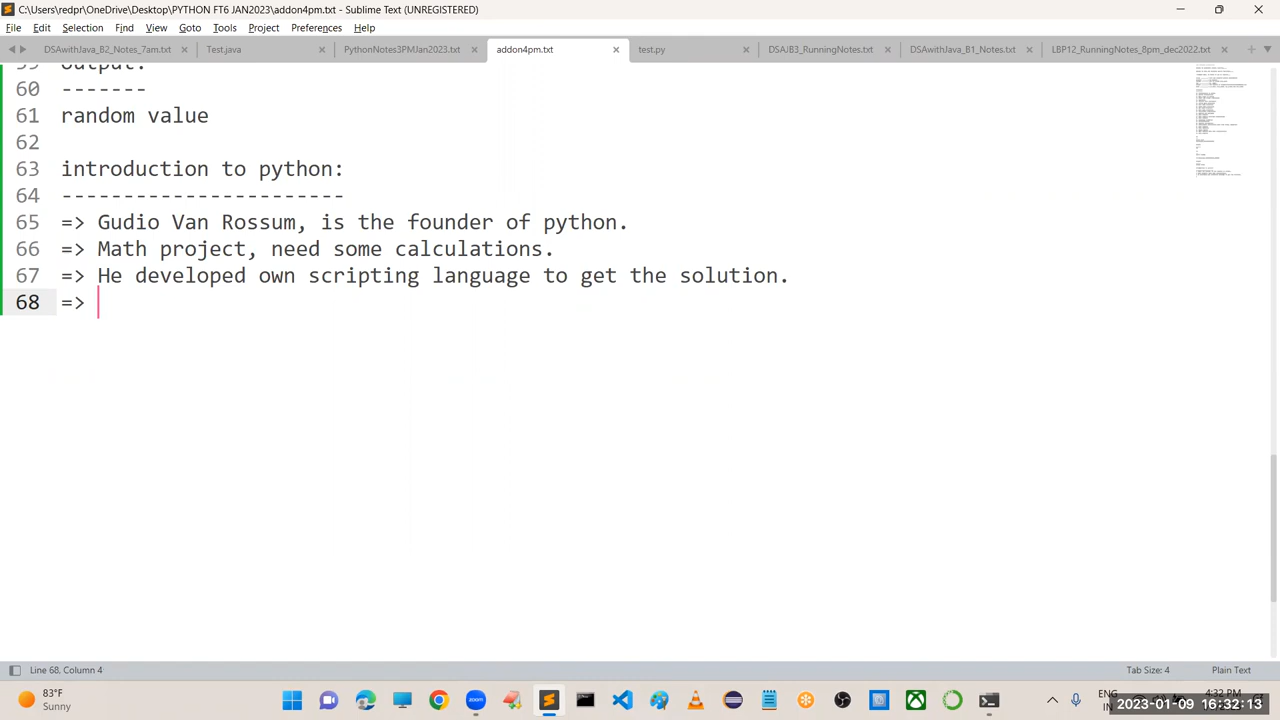 C:\Users\redpr\OneDrive\Desktop\PYTHON FT6 JAN2023\addon4pm.txt - Sublime Text (UNREGISTERED)
File Edit Selection Find View Goto Tools Project Preferences Help
DSAwithJava_B2_Notes_7am.txt Test.java PythonNotes3PMJan2023.txt addon4pm.txt test.py DSAJB3_RunningNotes.txt DSAwithJava_B1_Notes.txt LBP12_RunningNotes_8pm_dec2022.txt
59 output:
60 -------
61 random value
62
63 introduction to python:
64 -----------------------
65 => Gudio Van Rossum, is the founder of python.
66 => Math project, need some calculations.
67 => He developed own scripting language to get the solution.
68 =>
Line 68, Column 4 Tab Size: 4 Plain Text
83°F
Sunny
ENG
IN
4:32 PM
2023-01-09 16:32:13